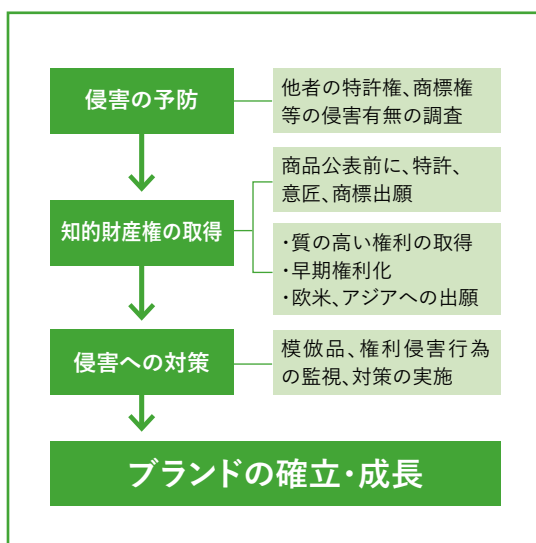 侵害の予防
他者の特許権、商標権
等の侵害有無の調査
知的財産権の取得
商品公表前に、特許、
意匠、商標出願
・質の高い権利の取得
・早期権利化
・欧米、アジアへの出願
侵害への対策
模倣品、権利侵害行為
の監視、対策の実施
ブランドの確立・成長